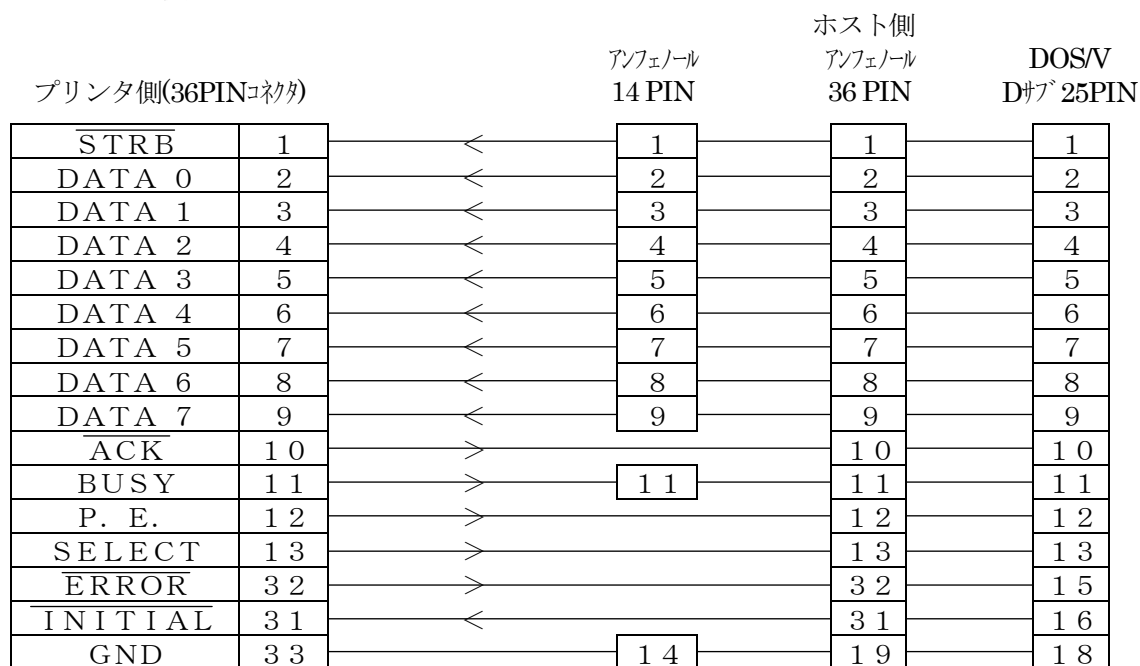 ホスト側
アンフェノール アンフェノール DOS/V
プリンタ側(36PINコネクタ) 14 PIN 36 PIN Dサブ 25PIN
STRB 1 1 1 1
DATA 0 2 2 2 2
DATA 1 3 3 3 3
DATA 2 4 4 4 4
DATA 3 5 5 5 5
DATA 4 6 6 6 6
DATA 5 7 7 7 7
DATA 6 8 8 8 8
DATA 7 9 9 9 9
ACK 10 10 10
BUSY 11 11 11 11
P. E. 12 12 12
SELECT 13 13 13
ERROR 32 32 15
INITIAL 31 31 16
GND 33 14 19 18